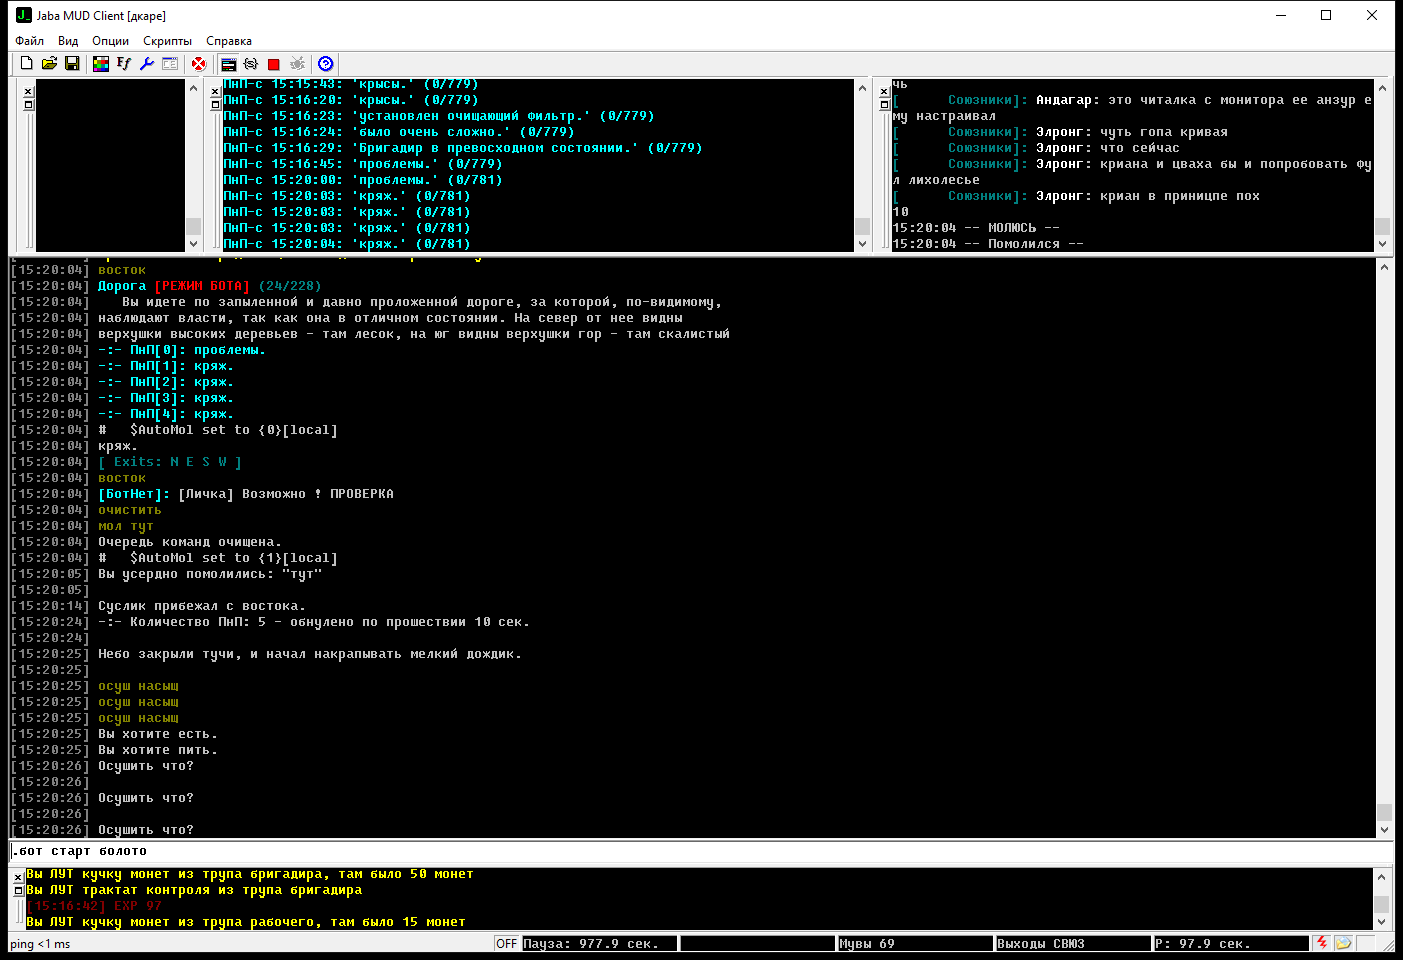 Jaba MUD Client [дкаре]
Файл Вид Опции Скрипты Справка
ПнП-с 15:15:43: 'крысы.' (0/779)
ПнП-с 15:16:20: 'крысы.' (0/779)
ПнП-с 15:16:23: 'установлен очищающий фильтр.' (0/779)
ПнП-с 15:16:24: 'было очень сложно.' (0/779)
ПнП-с 15:16:29: 'Бригадир в превосходном состоянии.' (0/779)
ПнП-с 15:16:45: 'проблемы.' (0/779)
ПнП-с 15:20:00: 'проблемы.' (0/781)
ПнП-с 15:20:03: 'кряж.' (0/781)
ПнП-с 15:20:03: 'кряж.' (0/781)
ПнП-с 15:20:03: 'кряж.' (0/781)
ПнП-с 15:20:04: 'кряж.' (0/781)
чь
[ Союзники]: Андагар: это читалка с монитора ее анзур е
му настраивал
[ Союзники]: Элронг: чуть гопа кривая
[ Союзники]: Элронг: что сейчас
[ Союзники]: Элронг: криана и цваха бы и попробовать фу
л лихолесье
[ Союзники]: Элронг: криан в приницпе пох
10
15:20:04 -- МОЛЮСЬ --
15:20:04 -- Помолился --
[15:20:04] восток
[15:20:04] Дорога [РЕЖИМ БОТА] (24/228)
[15:20:04] Вы идете по запыленной и давно проложенной дороге, за которой, по-видимому,
[15:20:04] наблюдают власти, так как она в отличном состоянии. На север от нее видны
[15:20:04] верхушки высоких деревьев - там лесок, на юг видны верхушки гор - там скалистый
[15:20:04] -:- ПнП[0]: проблемы.
[15:20:04] -:- ПнП[1]: кряж.
[15:20:04] -:- ПнП[2]: кряж.
[15:20:04] -:- ПнП[3]: кряж.
[15:20:04] -:- ПнП[4]: кряж.
[15:20:04] # $AutoMol set to {0}[local]
[15:20:04] кряж.
[15:20:04] [ Exits: N E S W ]
[15:20:04] восток
[15:20:04] [БотНет]: [Личка] Возможно ! ПРОВЕРКА
[15:20:04] очистить
[15:20:04] мол тут
[15:20:04] Очередь команд очищена.
[15:20:04] # $AutoMol set to {1}[local]
[15:20:05] Вы усердно помолились: "тут"
[15:20:05]
[15:20:14] Суслик прибежал с востока.
[15:20:24] -:- Количество ПнП: 5 - обнулено по прошествии 10 сек.
[15:20:24]
[15:20:25] Небо закрыли тучи, и начал накрапывать мелкий дождик.
[15:20:25]
[15:20:25] осуш насыщ
[15:20:25] осуш насыщ
[15:20:25] осуш насыщ
[15:20:25] Вы хотите есть.
[15:20:25] Вы хотите пить.
[15:20:26] Осушить что?
[15:20:26]
[15:20:26] Осушить что?
[15:20:26]
[15:20:26] Осушить что?
.бот старт болото
Вы ЛУТ кучку монет из трупа бригадира, там было 50 монет
Вы ЛУТ трактат контроля из трупа бригадира
[15:16:42] EXP 97
Вы ЛУТ кучку монет из трупа рабочего, там было 15 монет
ping <1 ms OFF Пауза: 977.9 сек. Мувы 69 Выходы СВЮЗ Р: 97.9 сек.